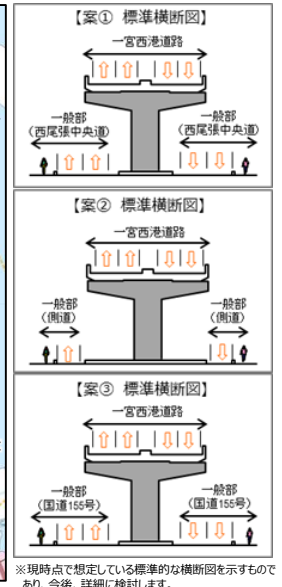 【案① 標準横断図】
一宮西港道路
一般部
（西尾張中央道）
一般部
（西尾張中央道）
【案② 標準横断図】
一宮西港道路
一般部
（側道）
一般部
（側道）
【案③ 標準横断図】
一宮西港道路
一般部
（国道155号）
一般部
（国道155号）
※現時点で想定している標準的な横断図を示すもので
あり、今後、詳細に検討します。